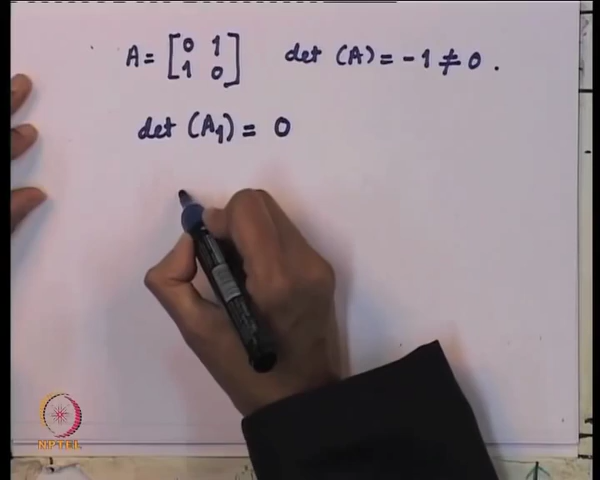 A = [0 1 1 0] det (A) = - 1 ≠ 0 .
det (A₁) = 0
NPTEL